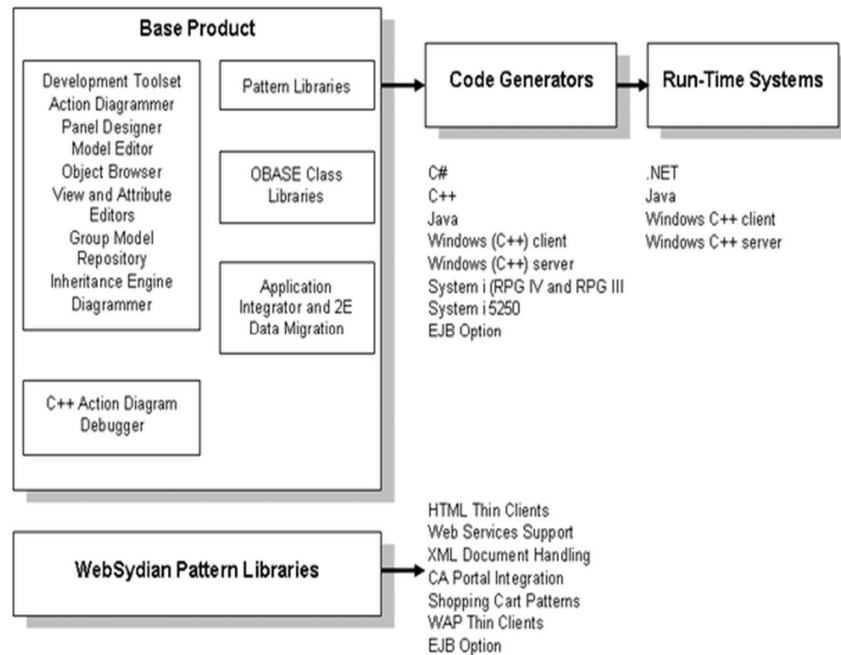 Base Product
Development Toolset
Action Diagrammer
Panel Designer
Model Editor
Object Browser
View and Attribute
Editors
Group Model
Repository
Inheritance Engine
Diagrammer
Pattern Libraries
OBASE Class
Libraries
Application
Integrator and 2E
Data Migration
C++ Action Diagram
Debugger
Code Generators
C#
C++
Java
Windows (C++) client
Windows (C++) server
System i (RPG IV and RPG III
System i 5250
EJB Option
Run-Time Systems
.NET
Java
Windows C++ client
Windows C++ server
WebSydian Pattern Libraries
HTML Thin Clients
Web Services Support
XML Document Handling
CA Portal Integration
Shopping Cart Patterns
WAP Thin Clients
EJB Option